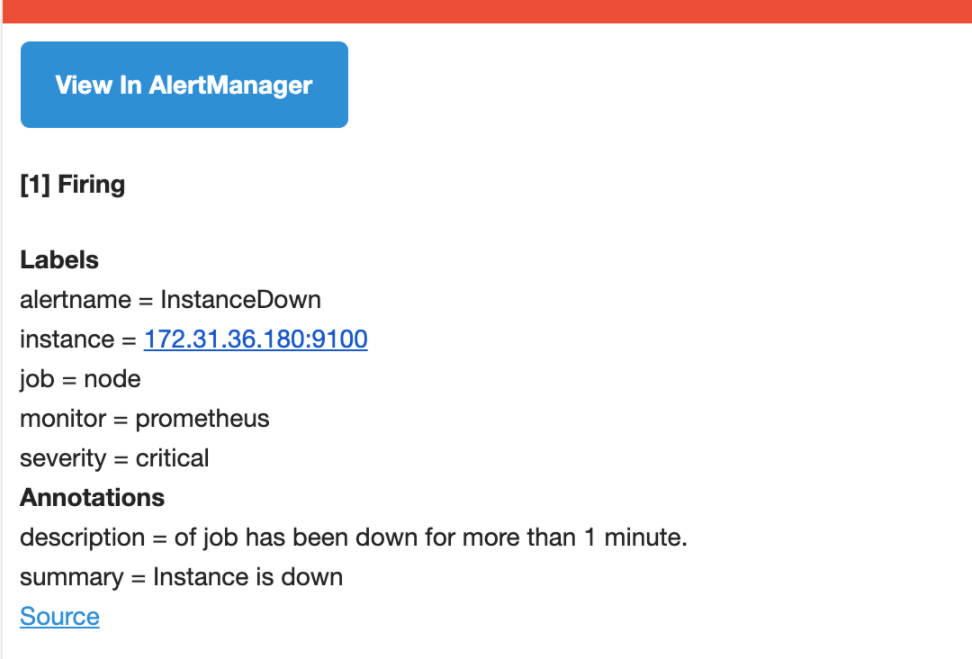 View In AlertManager
[1] Firing
Labels
alertname = InstanceDown
instance = 172.31.36.180:9100
job = node
monitor = prometheus
severity = critical
Annotations
description = of job has been down for more than 1 minute.
summary = Instance is down
Source